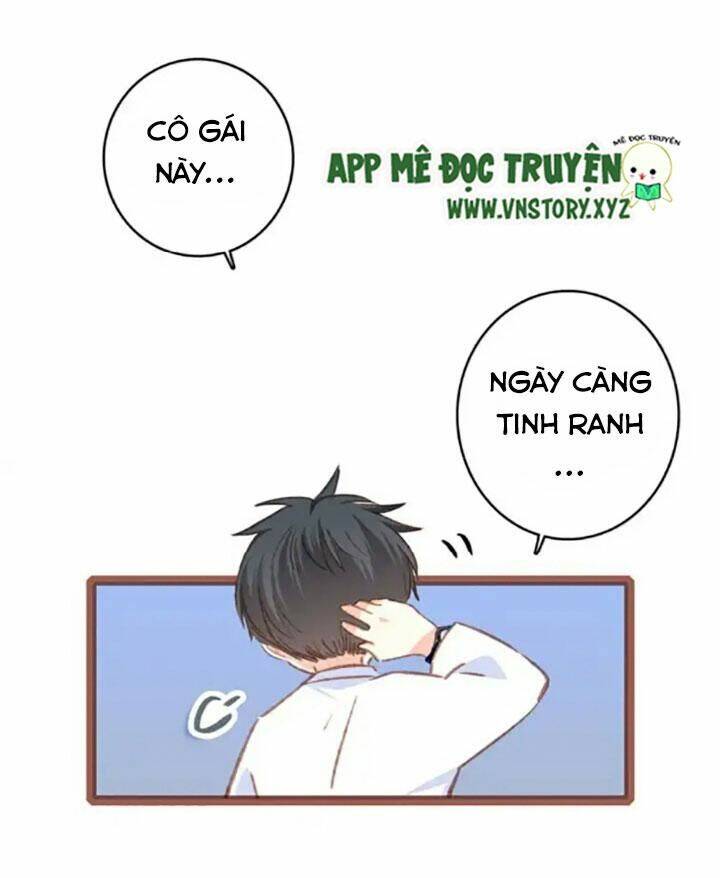 CÔ GÁI
NÀY...
MÊ ĐỌC TRUYỆN
APP MÊ ĐỌC TRUYỆN
WWW.VNSTORY.XYZ
NGÀY CÀNG
TINH RANH
...